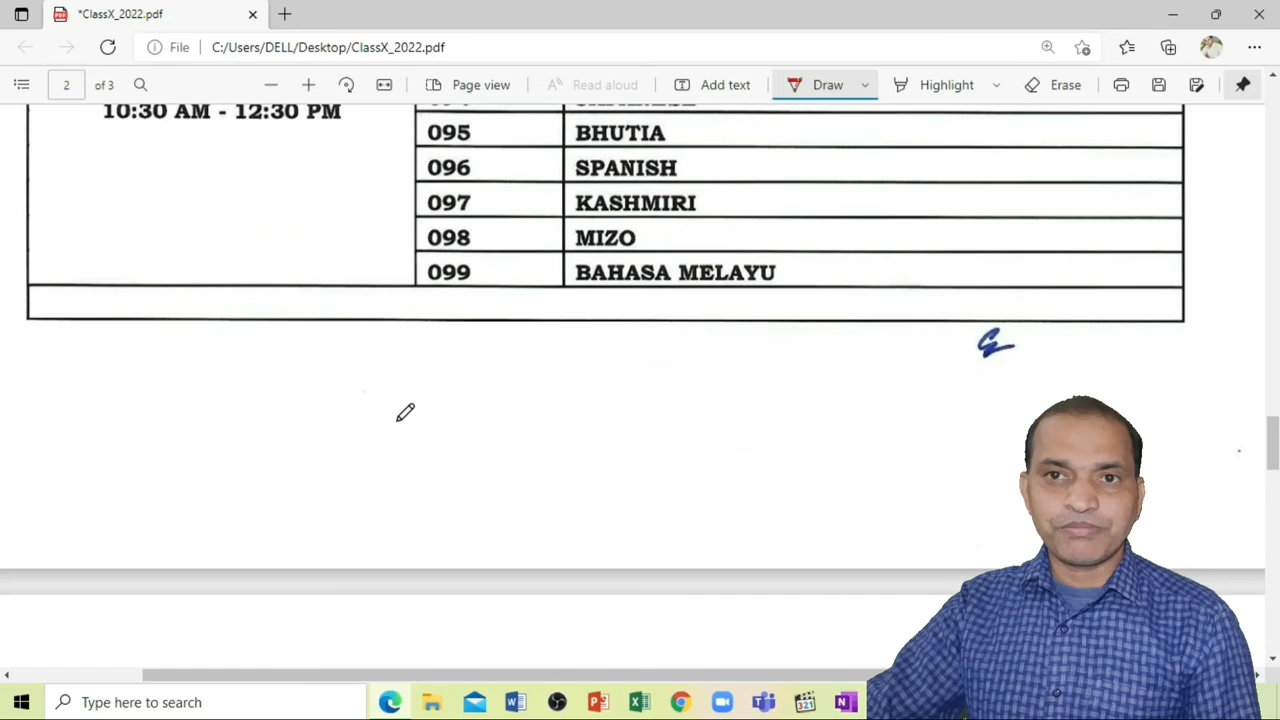 *ClassX_2022.pdf
File C:/Users/DELL/Desktop/ClassX_2022.pdf
2 of 3 Page view Read aloud Add text Draw Highlight Erase
10:30 AM - 12:30 PM
095 BHUTIA
096 SPANISH
097 KASHMIRI
098 MIZO
099 BAHASA MELAYU
Type here to search